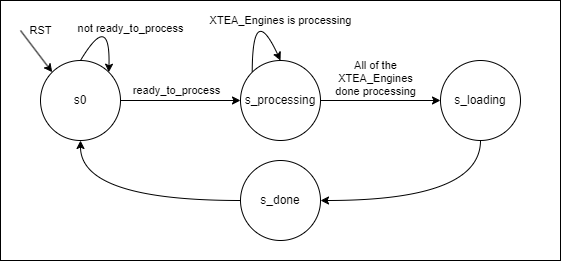 RST
not ready_to_process
XTEA_Engines is processing
All of the
XTEA_Engines
done processing
ready_to_process
s0
s_processing
s_loading
s_done